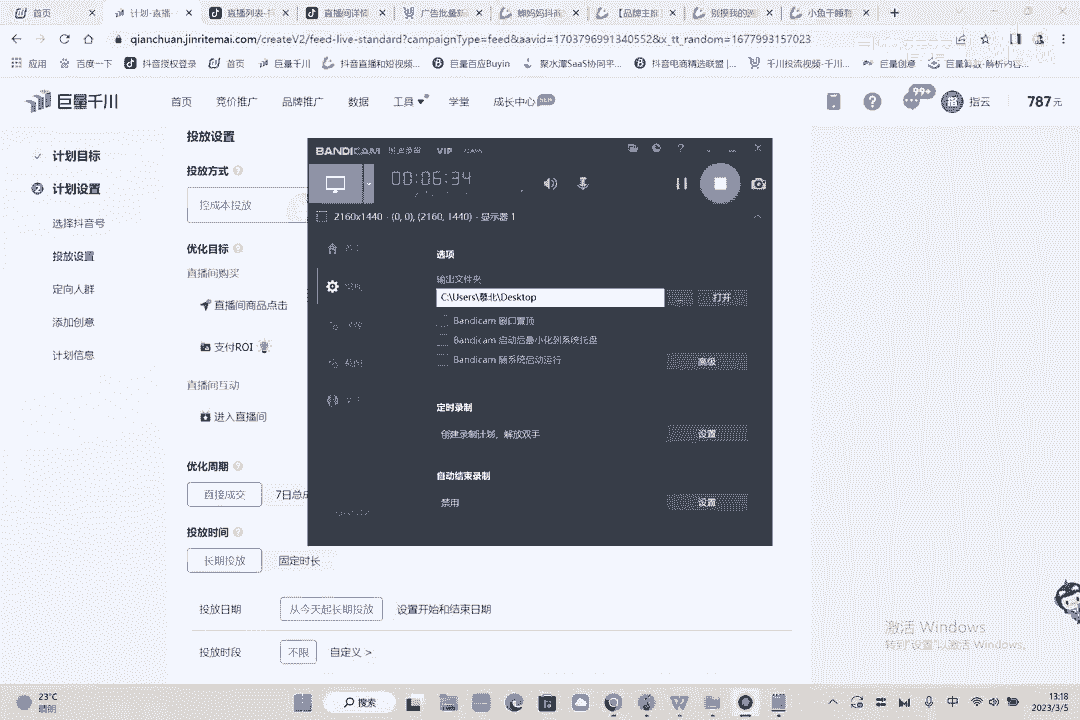 首页
计划-直播
直播列表-
直播间详情
广告批量新
蝉妈妈抖商
【品牌主推
别摸我的迷
小鱼干睡着
qianchuan.jinritemai.com/createV2/feed-live-standard?campaignType=feed&aavid=1703796991340552&x_tt_random=1677993157023
应用
百度一下
抖音授权登录
首页
巨量千川
抖音直播和短视频...
巨量百应Buyin
聚水潭SaaS协同平...
抖音电商精选联盟|...
千川投流视频-千川...
巨量创意
巨量算数-解析内容...
巨量千川
首页
竞价推广
品牌推广
数据
工具
学堂
成长中心
99+
指云
787元
计划目标
计划设置
选择抖音号
投放设置
定向人群
添加创意
计划信息
投放设置
投放方式
控成本投放
优化目标
直播间购买
直播间商品点击
支付ROI
直播间互动
进入直播间
优化周期
直接成交
7日总成
投放时间
长期投放
固定时长
投放日期
从今天起长期投放
设置开始和结束日期
投放时段
不限
自定义 >
BANDICAM
VIP
00:06:34
2160x1440 - (0, 0), (2160, 1440) - 显示器 1
选项
输出文件夹
C:\Users\慕北\Desktop
...
打开
Bandicam 窗口置顶
Bandicam 启动后最小化到系统托盘
Bandicam 随系统启动运行
高级
定时录制
创建录制计划，解放双手
设置
自动结束录制
禁用
设置
激活 Windows
转到"设置"以激活 Windows。
23°C
晴朗
搜索
中
13:18
2023/3/5